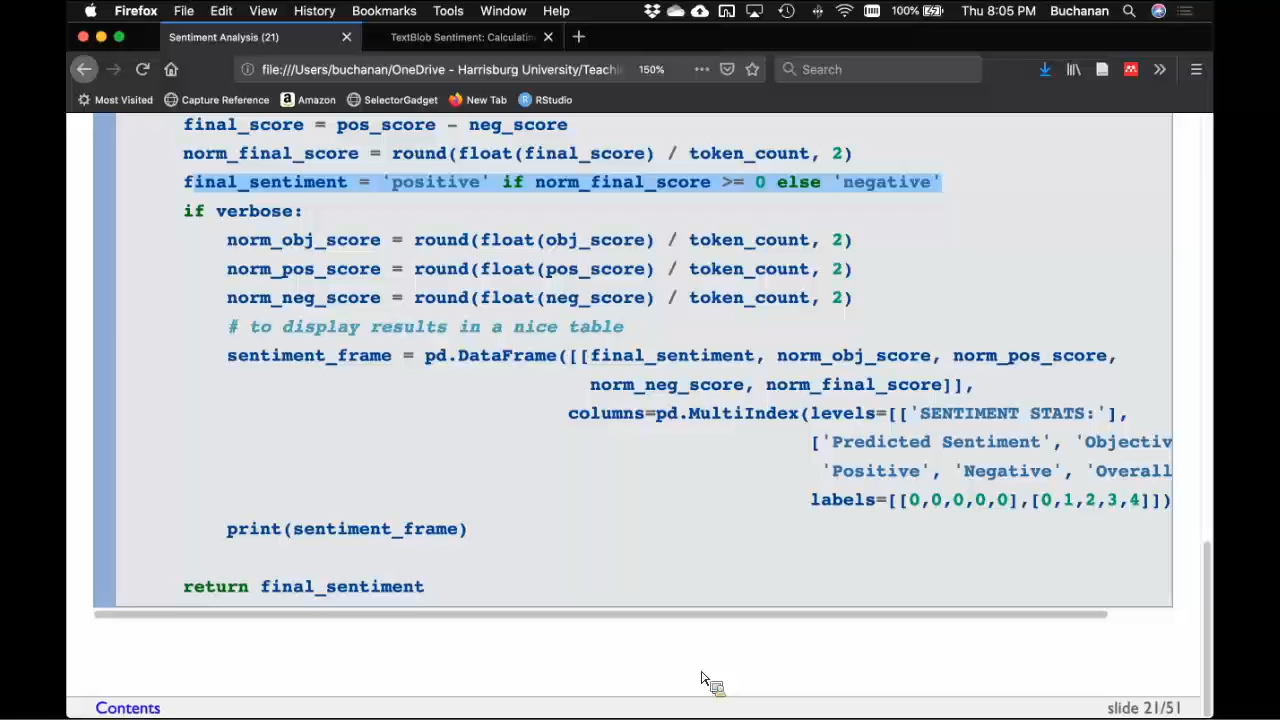 Firefox File Edit View History Bookmarks Tools Window Help 100% Thu 8:05 PM Buchanan
Sentiment Analysis (21) TextBlob Sentiment: Calculatin
file:///Users/buchanan/OneDrive - Harrisburg University/Teachi 150% Search
Most Visited Capture Reference Amazon SelectorGadget New Tab RStudio
final_score = pos_score - neg_score
norm_final_score = round(float(final_score) / token_count, 2)
final_sentiment = 'positive' if norm_final_score >= 0 else 'negative'
if verbose:
norm_obj_score = round(float(obj_score) / token_count, 2)
norm_pos_score = round(float(pos_score) / token_count, 2)
norm_neg_score = round(float(neg_score) / token_count, 2)
# to display results in a nice table
sentiment_frame = pd.DataFrame([[final_sentiment, norm_obj_score, norm_pos_score,
norm_neg_score, norm_final_score]],
columns=pd.MultiIndex(levels=[['SENTIMENT STATS:'],
['Predicted Sentiment', 'Objectiv
'Positive', 'Negative', 'Overall
labels=[[0,0,0,0,0],[0,1,2,3,4]])
print(sentiment_frame)
return final_sentiment
Contents slide 21/51